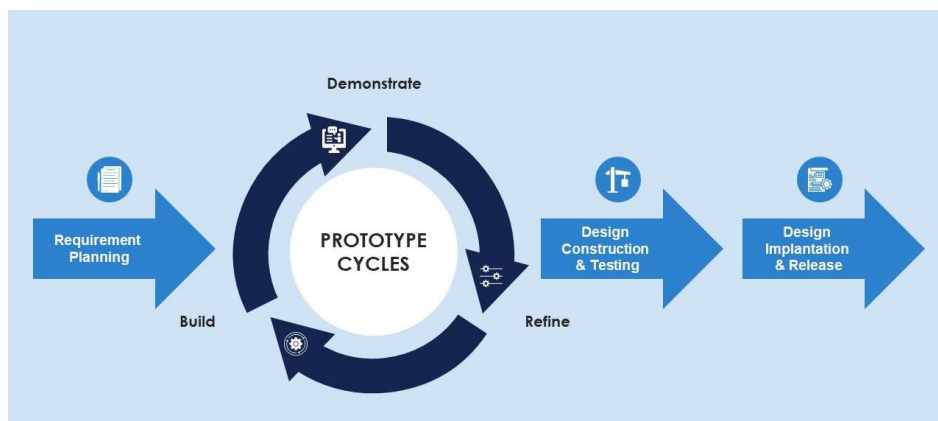 Demonstrate
Requirement
Planning
PROTOTYPE
CYCLES
Design
Construction
& Testing
Design
Implantation
& Release
Build
Refine